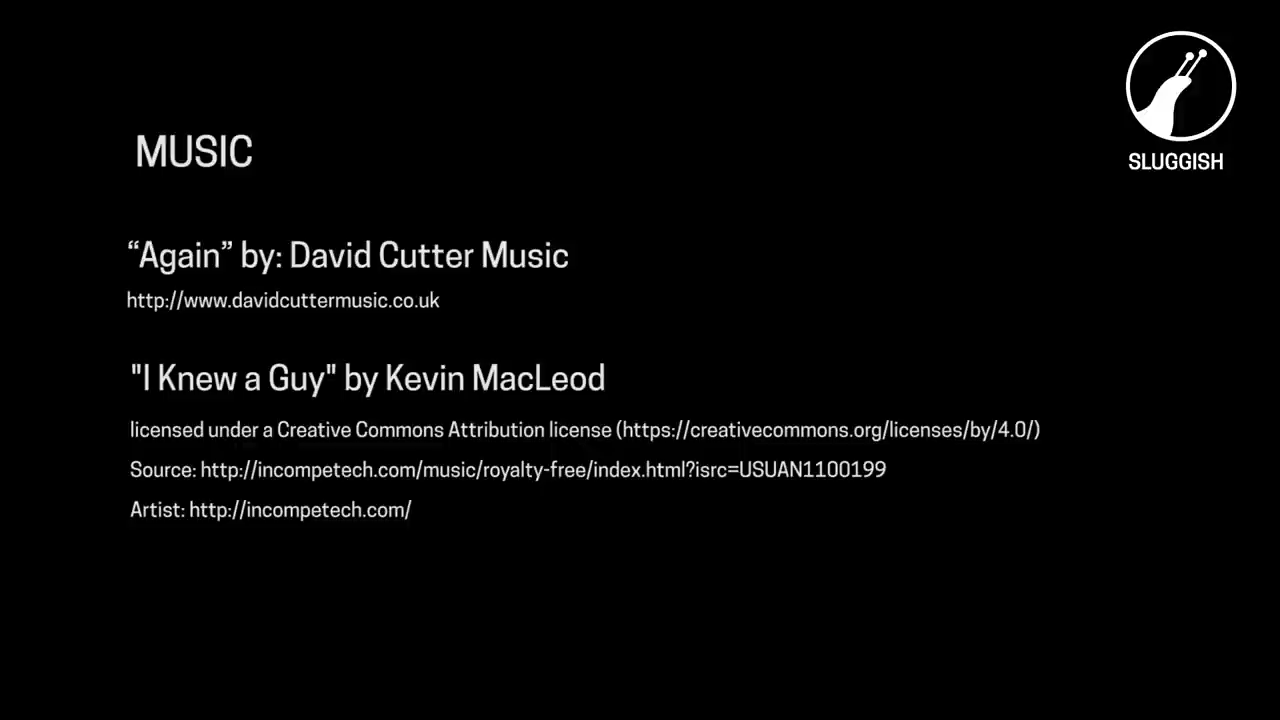 SLUGGISH
MUSIC
“Again” by: David Cutter Music
http://www.davidcuttermusic.co.uk
"I Knew a Guy" by Kevin MacLeod
licensed under a Creative Commons Attribution license (https://creativecommons.org/licenses/by/4.0/)
Source: http://incompetech.com/music/royalty-free/index.html?isrc=USUAN1100199
Artist: http://incompetech.com/